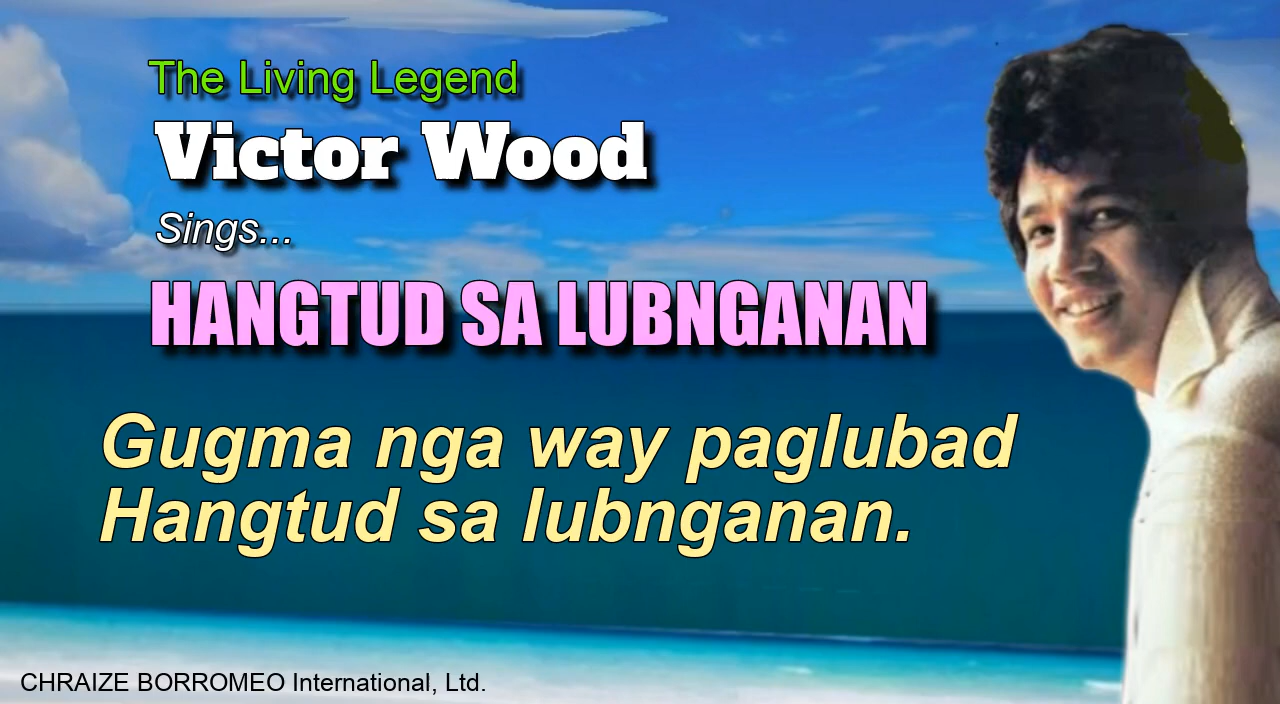 The Living Legend
Victor Wood
Sings...
HANGTUD SA LUBNGANAN
Gugma nga way paglubad
Hangtud sa lubnganan.
CHRAIZE BORROMEO International, Ltd.